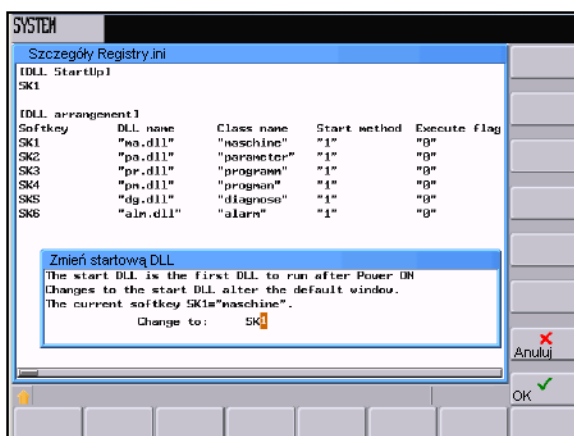 SYSTEM
Szczegóły Registry.ini
[DLL StartUp]
SK1
[DLL arrangement]
Softkey DLL name Class name Start method Execute flag
SK1 "ma.dll" "maschine" "1" "0"
SK2 "pa.dll" "parameter" "1" "0"
SK3 "pr.dll" "programm" "1" "0"
SK4 "pm.dll" "progman" "1" "0"
SK5 "dg.dll" "diagnose" "1" "0"
SK6 "alm.dll" "alarm" "1" "0"
Zmień startową DLL
The start DLL is the first DLL to run after Power ON
Changes to the start DLL alter the default window.
The current softkey SK1="maschine".
Change to: SK1
Anuluj
OK